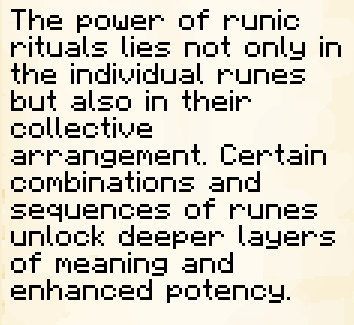 The power of runic
rituals lies not only in
the individual runes
but also in their
collective
arrangement. Certain
combinations and
sequences of runes
unlock deeper layers
of meaning and
enhanced potency.